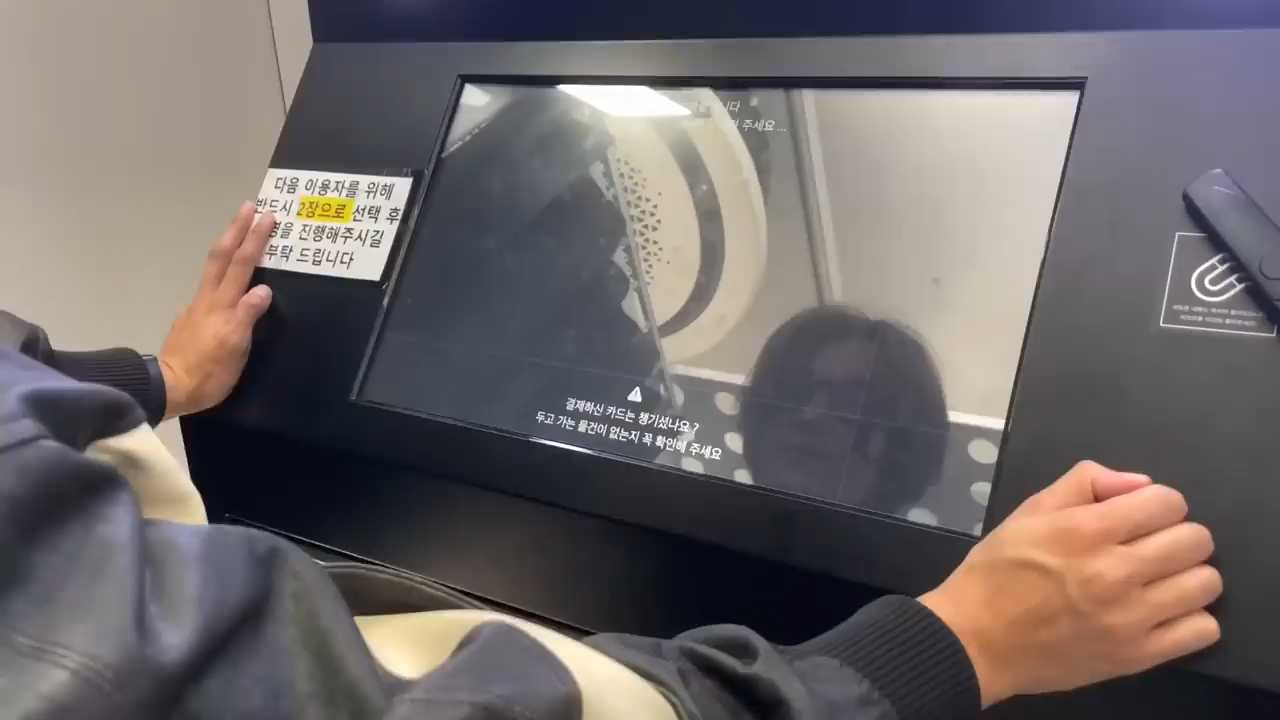 다음 이용자를 위해
반드시 2장으로 선택 후
을 진행해주시길
부탁 드립니다
주세요 ...
결제하신 카드는 챙기셨나요 ?
두고 가는 물건이 없는지 꼭 확인해 주세요